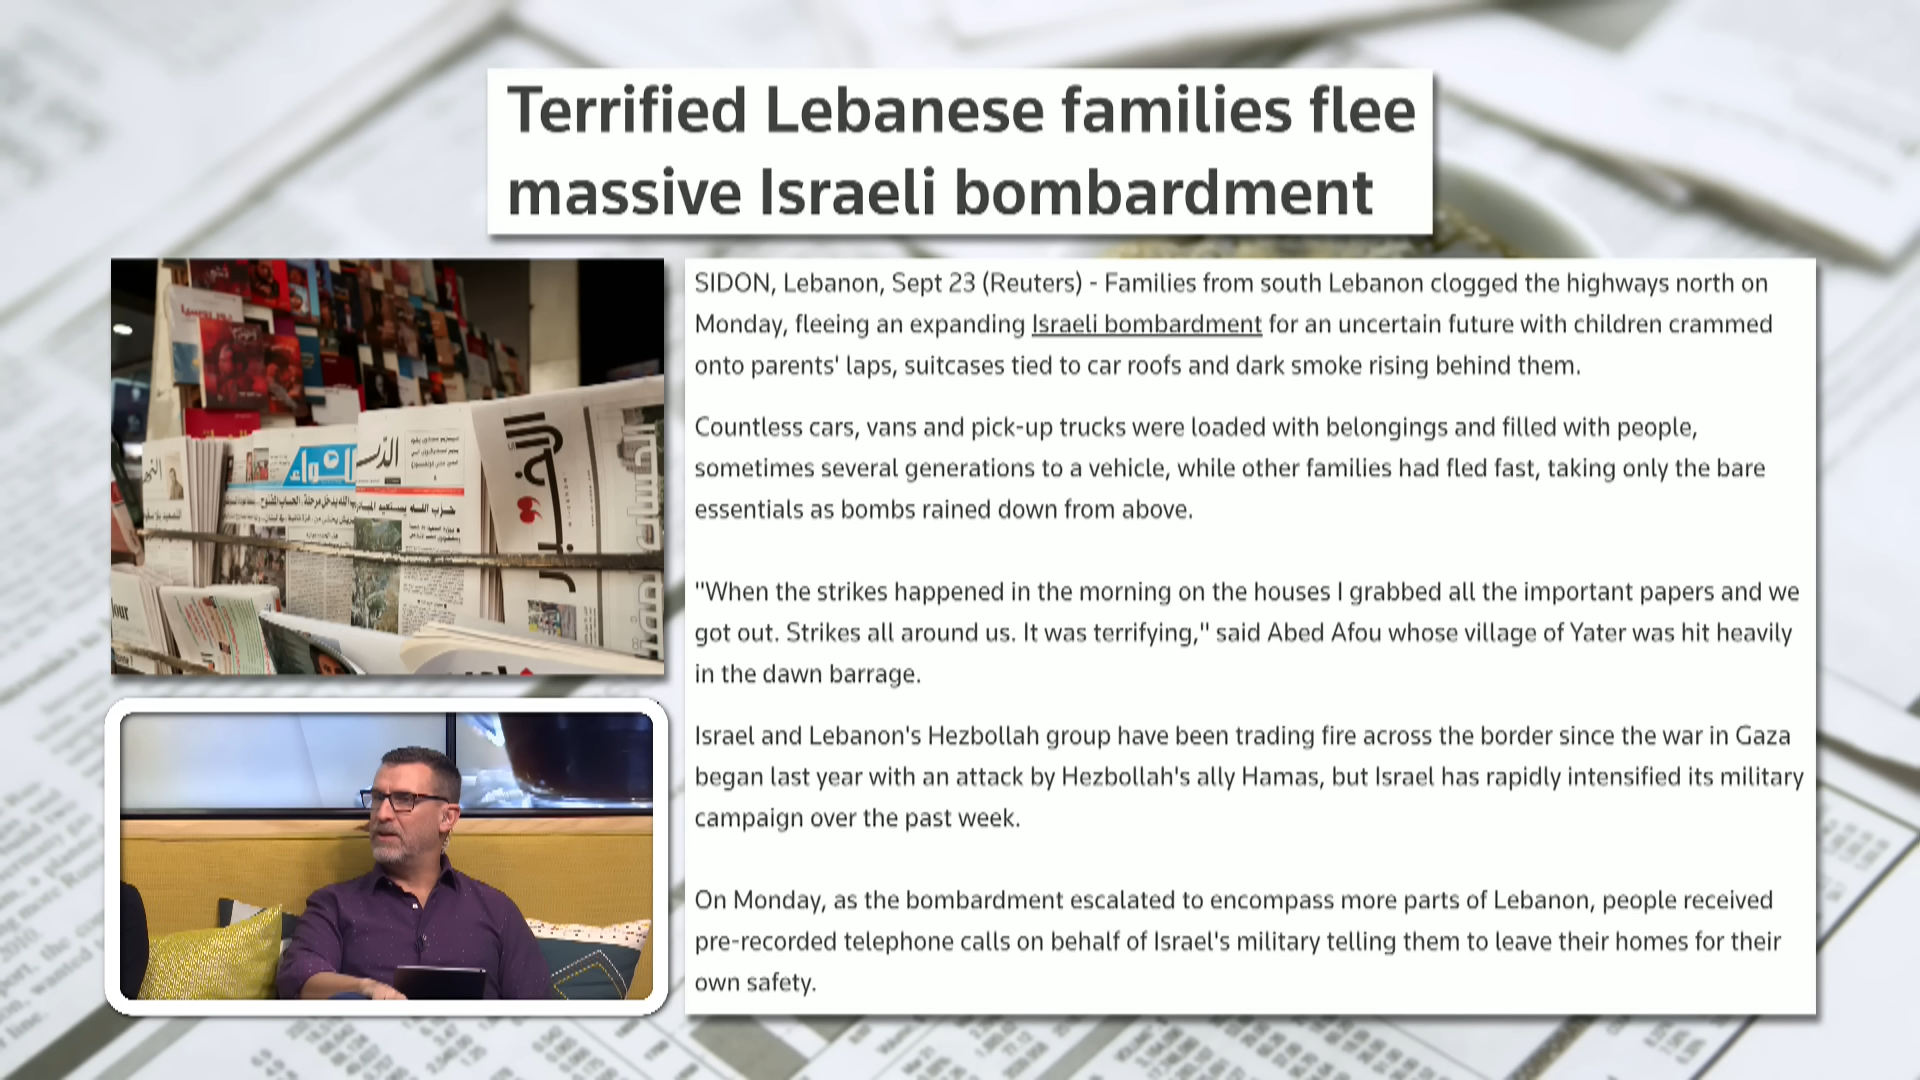 Terrified Lebanese families flee
massive Israeli bombardment
اللواء
حزب الله يستعيد
الأخبار
SIDON, Lebanon, Sept 23 (Reuters) - Families from south Lebanon clogged the highways north on
Monday, fleeing an expanding Israeli bombardment for an uncertain future with children crammed
onto parents' laps, suitcases tied to car roofs and dark smoke rising behind them.
Countless cars, vans and pick-up trucks were loaded with belongings and filled with people,
sometimes several generations to a vehicle, while other families had fled fast, taking only the bare
essentials as bombs rained down from above.
"When the strikes happened in the morning on the houses I grabbed all the important papers and we
got out. Strikes all around us. It was terrifying," said Abed Afou whose village of Yater was hit heavily
in the dawn barrage.
Israel and Lebanon's Hezbollah group have been trading fire across the border since the war in Gaza
began last year with an attack by Hezbollah's ally Hamas, but Israel has rapidly intensified its military
campaign over the past week.
On Monday, as the bombardment escalated to encompass more parts of Lebanon, people received
pre-recorded telephone calls on behalf of Israel's military telling them to leave their homes for their
own safety.